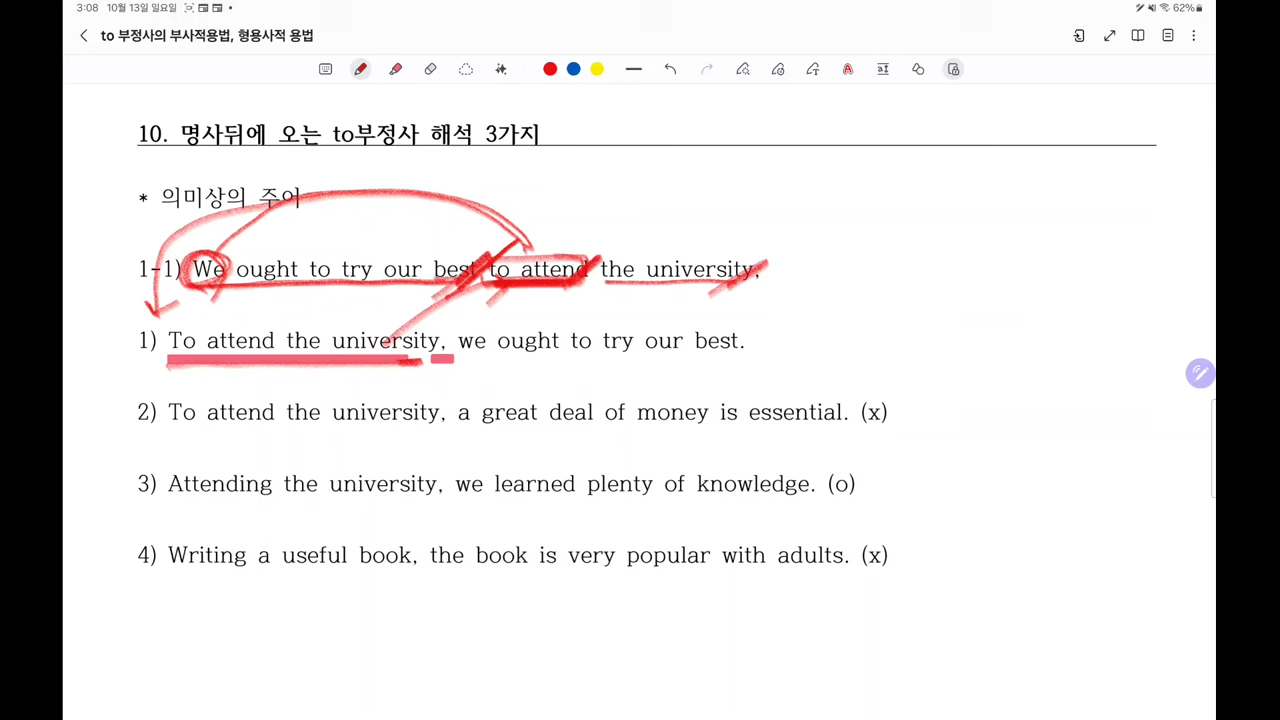 3:08 10월 13일 일요일 62%
to 부정사의 부사적용법, 형용사적 용법
10. 명사뒤에 오는 to부정사 해석 3가지
* 의미상의 주어
1-1) We ought to try our best to attend the university.
1) To attend the university, we ought to try our best.
2) To attend the university, a great deal of money is essential. (x)
3) Attending the university, we learned plenty of knowledge. (o)
4) Writing a useful book, the book is very popular with adults. (x)